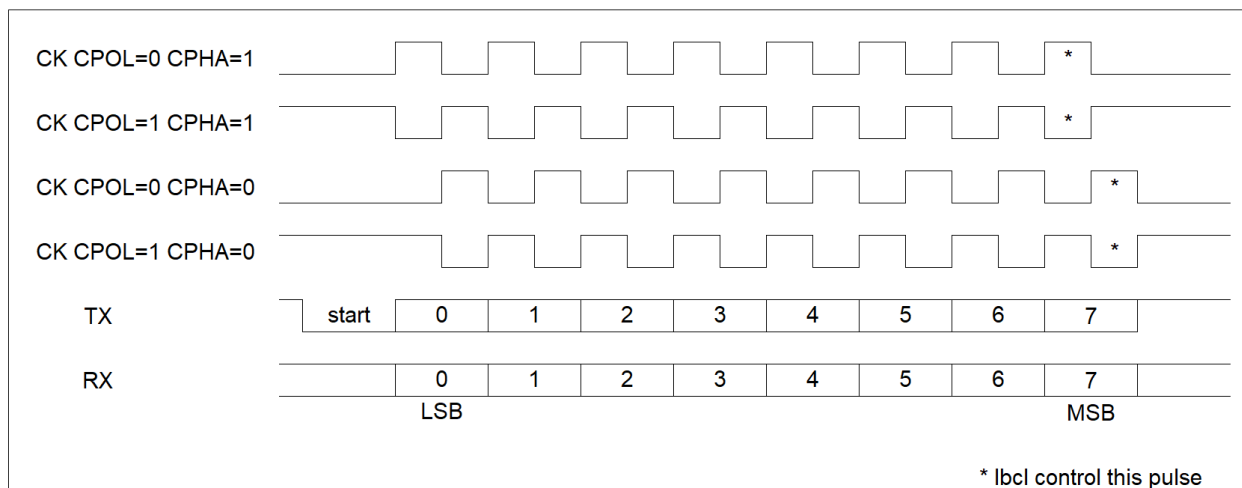 CK CPOL=0 CPHA=1 *
CK CPOL=1 CPHA=1 *
CK CPOL=0 CPHA=0 *
CK CPOL=1 CPHA=0 *
TX start 0 1 2 3 4 5 6 7
RX 0 1 2 3 4 5 6 7
LSB MSB
* lbcl control this pulse